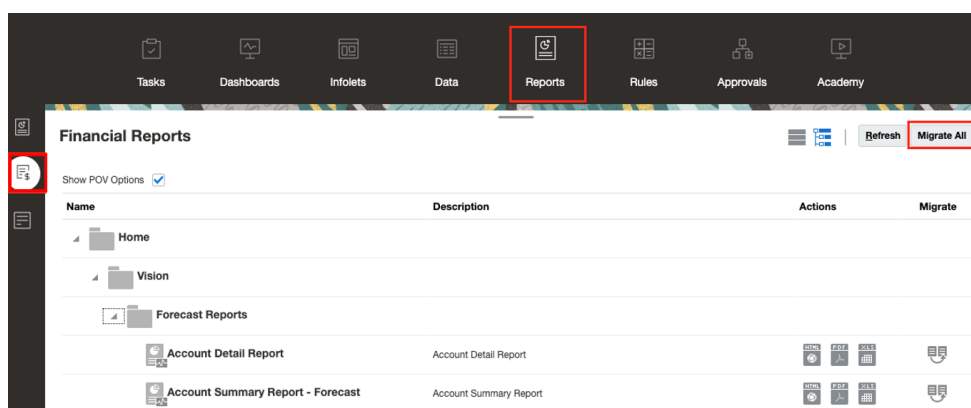 Tasks Dashboards Infolets Data Reports Rules Approvals Academy
Financial Reports Refresh Migrate All
Show POV Options
Name Description Actions Migrate
Home
Vision
Forecast Reports
Account Detail Report Account Detail Report HTML PDF XLS
Account Summary Report - Forecast Account Summary Report HTML PDF XLS